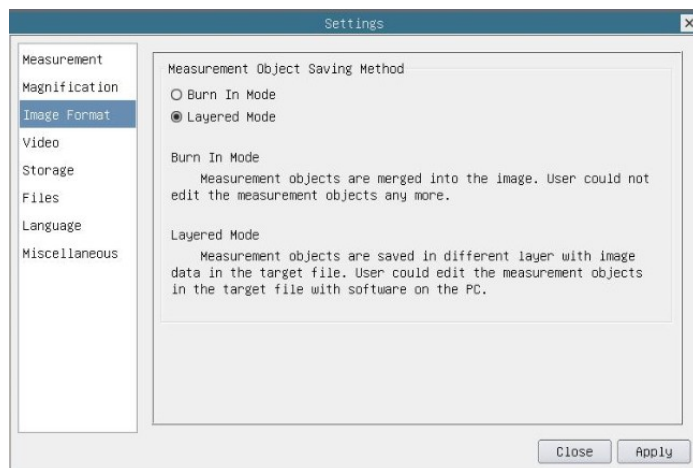 Settings
Measurement
Magnification
Image Format
Video
Storage
Files
Language
Miscellaneous
Measurement Object Saving Method
Burn In Mode
Layered Mode
Burn In Mode
Measurement objects are merged into the image. User could not
edit the measurement objects any more.
Layered Mode
Measurement objects are saved in different layer with image
data in the target file. User could edit the measurement objects
in the target file with software on the PC.
Close
Apply